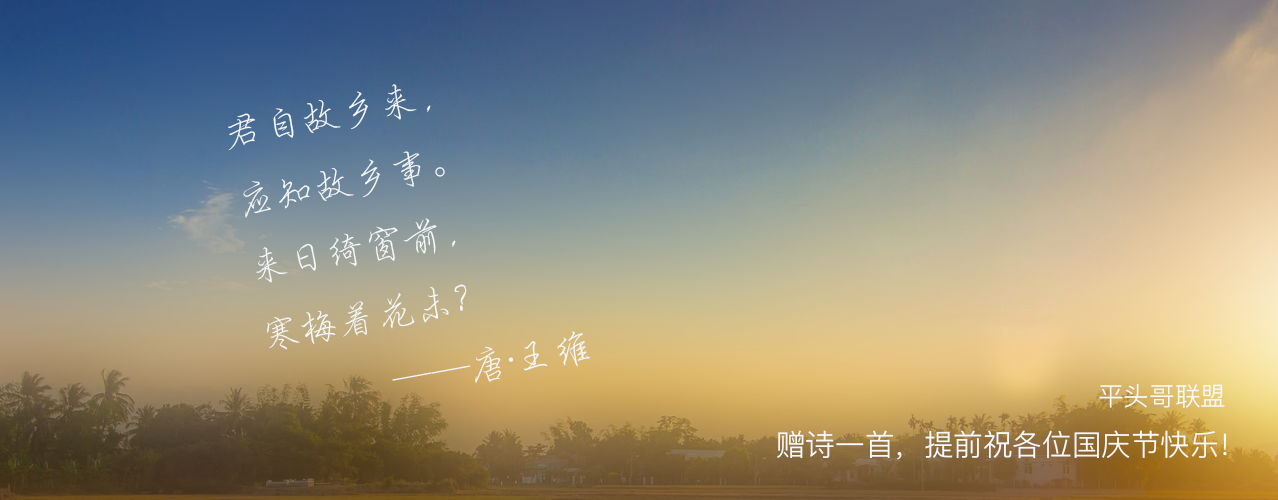 君自故乡来，
应知故乡事。
来日绮窗前，
寒梅着花未？
——唐·王维
平头哥联盟
赠诗一首，提前祝各位国庆节快乐!